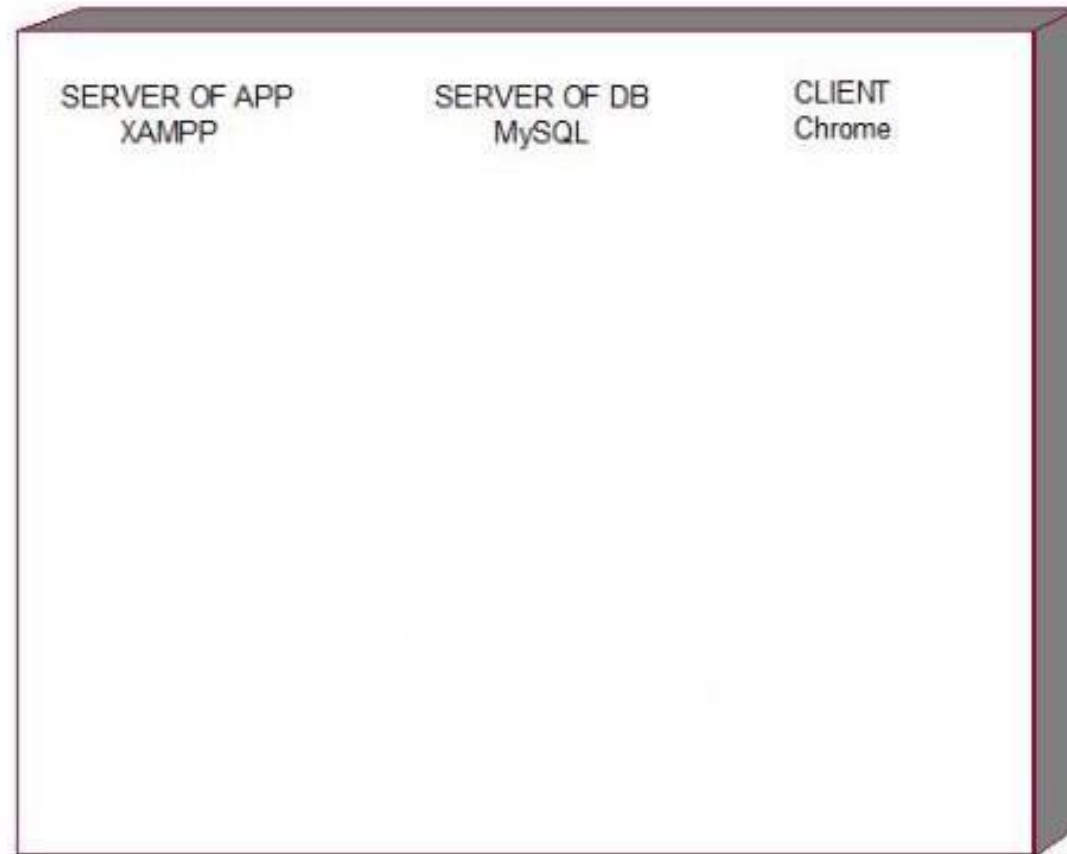 SERVER OF APP
XAMPP
SERVER OF DB
MySQL
CLIENT
Chrome